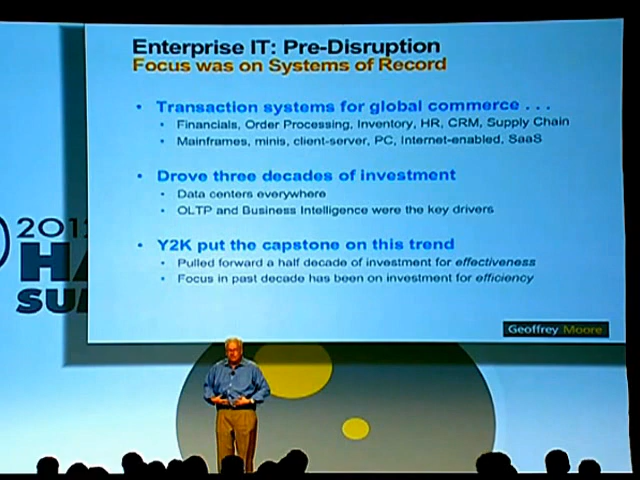 Enterprise IT: Pre-Disruption
Focus was on Systems of Record
• Transaction systems for global commerce . . .
• Financials, Order Processing, Inventory, HR, CRM, Supply Chain
• Mainframes, minis, client-server, PC, Internet-enabled, SaaS
• Drove three decades of investment
• Data centers everywhere
• OLTP and Business Intelligence were the key drivers
• Y2K put the capstone on this trend
• Pulled forward a half decade of investment for effectiveness
• Focus in past decade has been on investment for efficiency
Geoffrey Moore
201
HA
SUM